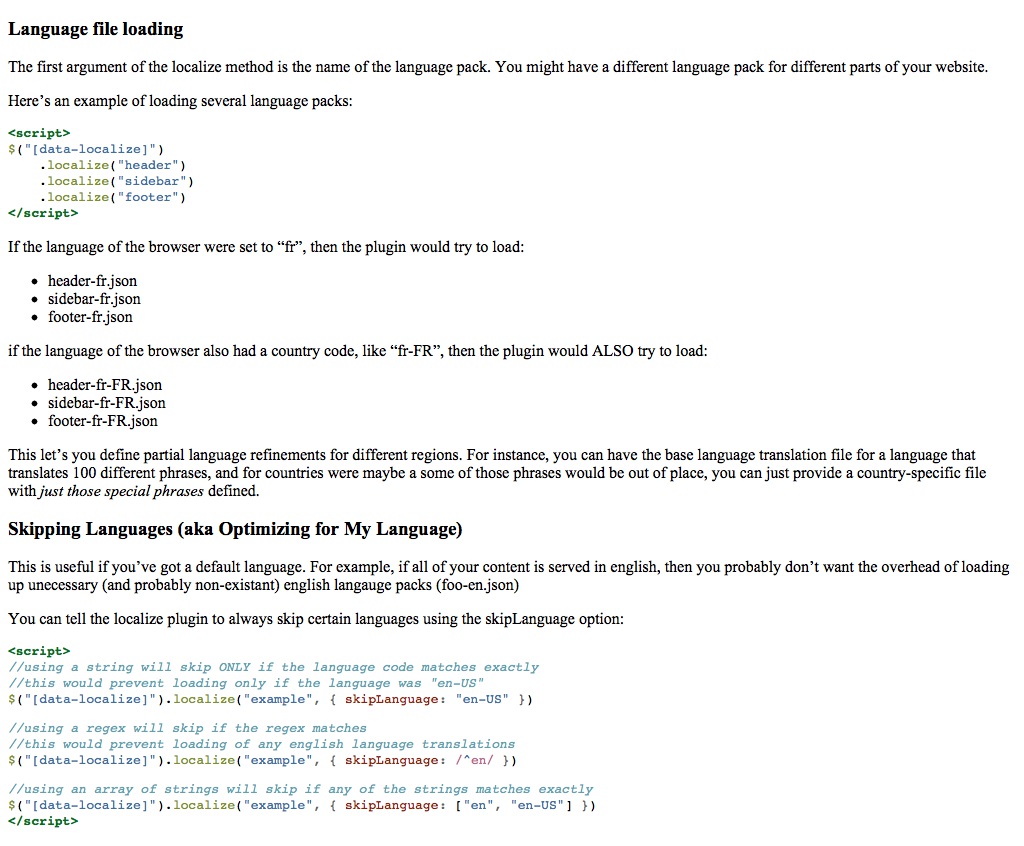 Language file loading
The first argument of the localize method is the name of the language pack. You might have a different language pack for different parts of your website.
Here’s an example of loading several language packs:
<script>
$("[data-localize]")
    .localize("header")
    .localize("sidebar")
    .localize("footer")
</script>
If the language of the browser were set to “fr”, then the plugin would try to load:
• header-fr.json
• sidebar-fr.json
• footer-fr.json
if the language of the browser also had a country code, like “fr-FR”, then the plugin would ALSO try to load:
• header-fr-FR.json
• sidebar-fr-FR.json
• footer-fr-FR.json
This let’s you define partial language refinements for different regions. For instance, you can have the base language translation file for a language that
translates 100 different phrases, and for countries were maybe a some of those phrases would be out of place, you can just provide a country-specific file
with just those special phrases defined.
Skipping Languages (aka Optimizing for My Language)
This is useful if you’ve got a default language. For example, if all of your content is served in english, then you probably don’t want the overhead of loading
up unecessary (and probably non-existant) english langauge packs (foo-en.json)
You can tell the localize plugin to always skip certain languages using the skipLanguage option:
<script>
//using a string will skip ONLY if the language code matches exactly
//this would prevent loading only if the language was "en-US"
$("[data-localize]").localize("example", { skipLanguage: "en-US" })
//using a regex will skip if the regex matches
//this would prevent loading of any english language translations
$("[data-localize]").localize("example", { skipLanguage: /^en/ })
//using an array of strings will skip if any of the strings matches exactly
$("[data-localize]").localize("example", { skipLanguage: ["en", "en-US"] })
</script>